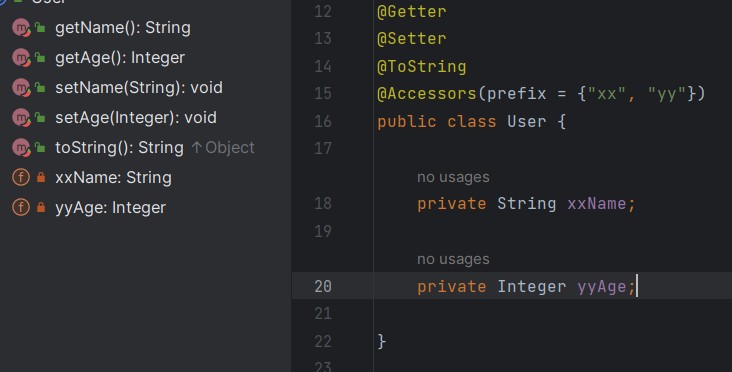 User
getName(): String
getAge(): Integer
setName(String): void
setAge(Integer): void
toString(): String ↑Object
xxName: String
yyAge: Integer
12 @Getter
13 @Setter
14 @ToString
15 @Accessors(prefix = {"xx", "yy"})
16 public class User {
17
no usages
18 private String xxName;
19
no usages
20 private Integer yyAge;
21
22 }
23